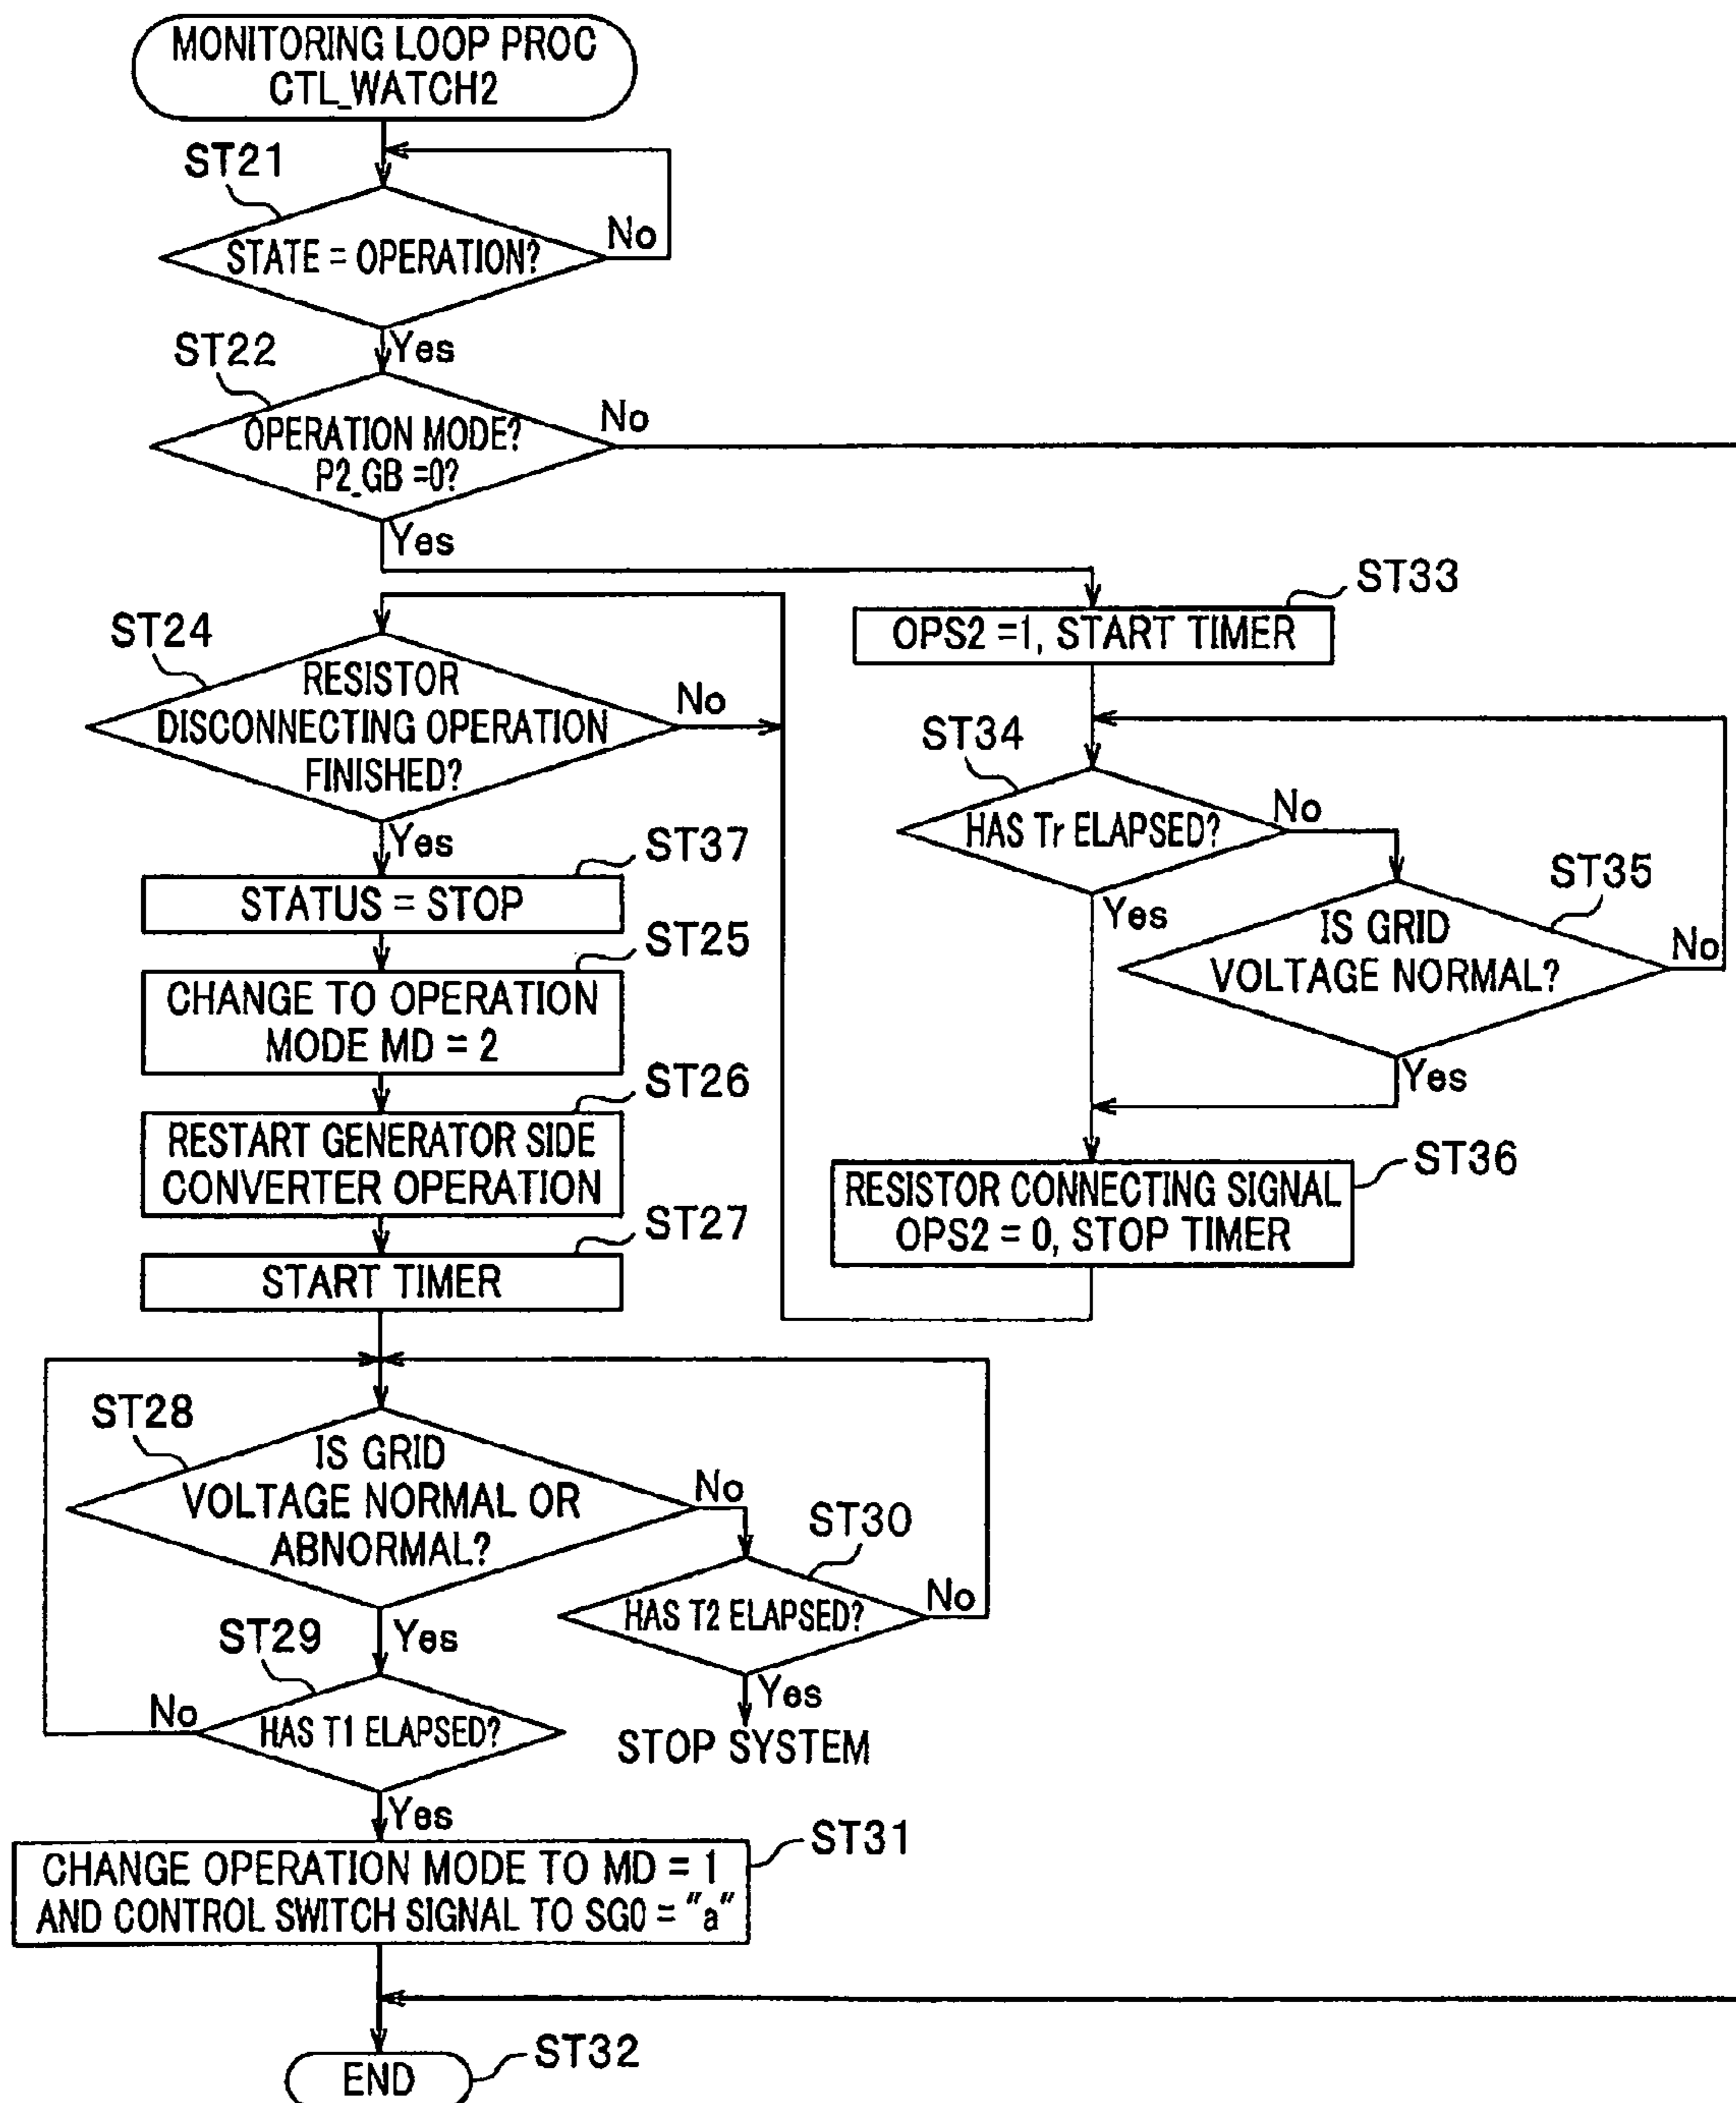 MONITORING LOOP PROC
CTL_WATCH2
ST21
STATE = OPERATION?
No
Yes
ST22
OPERATION MODE?
P2_GB =0?
No
Yes
ST33
OPS2 =1, START TIMER
ST24
RESISTOR
DISCONNECTING OPERATION
FINISHED?
No
Yes
ST34
HAS Tr ELAPSED?
No
Yes
ST35
IS GRID
VOLTAGE NORMAL?
No
Yes
ST36
RESISTOR CONNECTING SIGNAL
OPS2 = 0, STOP TIMER
ST37
STATUS = STOP
ST25
CHANGE TO OPERATION
MODE MD = 2
ST26
RESTART GENERATOR SIDE
CONVERTER OPERATION
ST27
START TIMER
ST28
IS GRID
VOLTAGE NORMAL OR
ABNORMAL?
No
Yes
ST30
HAS T2 ELAPSED?
No
Yes
STOP SYSTEM
ST29
HAS T1 ELAPSED?
No
Yes
ST31
CHANGE OPERATION MODE TO MD = 1
AND CONTROL SWITCH SIGNAL TO SG0 = "a"
ST32
END